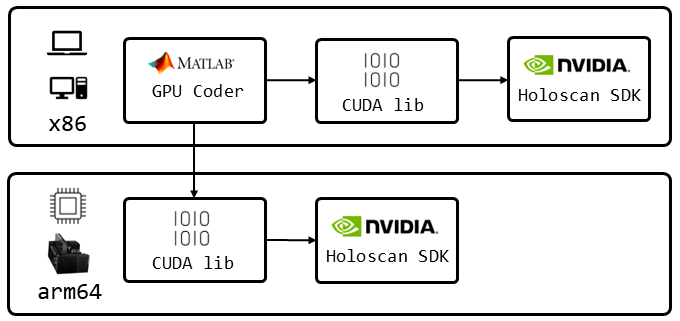 MATLAB®
GPU Coder
1010
1010
CUDA lib
NVIDIA.
Holoscan SDK
x86
1010
1010
CUDA lib
NVIDIA.
Holoscan SDK
arm64